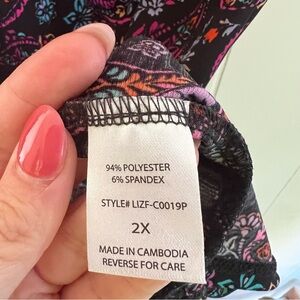 94% POLYESTER
6% SPANDEX
STYLE# LIZF-C0019P
2X
MADE IN CAMBODIA
REVERSE FOR CARE